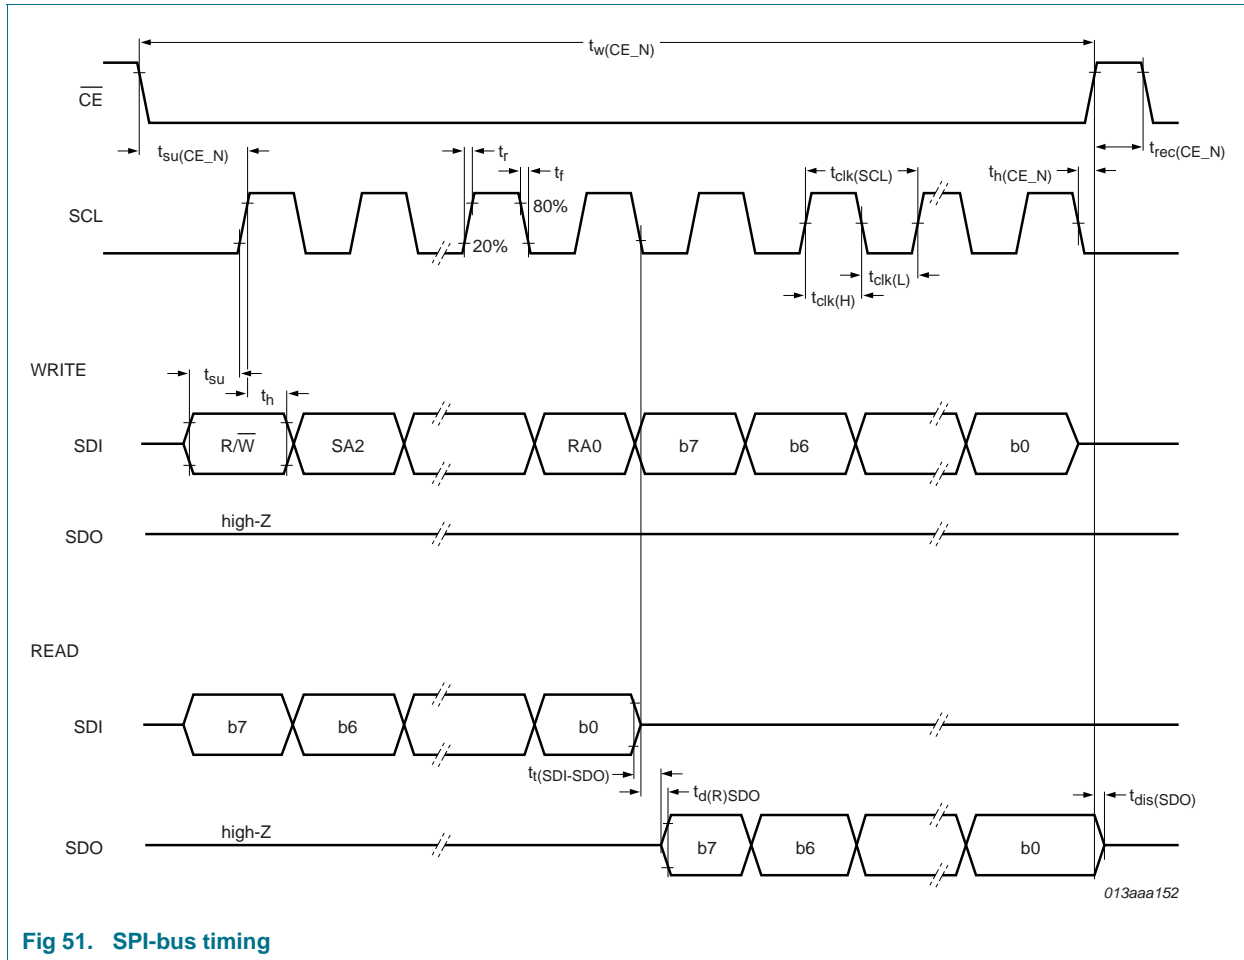 tw(CE_N)
CE
tsu(CE_N)
tr
tf
tclk(SCL)
th(CE_N)
trec(CE_N)
SCL
80%
20%
tclk(H)
tclk(L)
WRITE
tsu
th
SDI
R/W
SA2
RA0
b7
b6
b0
SDO
high-Z
READ
SDI
b7
b6
b0
tt(SDI-SDO)
td(R)SDO
tdis(SDO)
SDO
high-Z
b7
b6
b0
013aaa152
Fig 51. SPI-bus timing